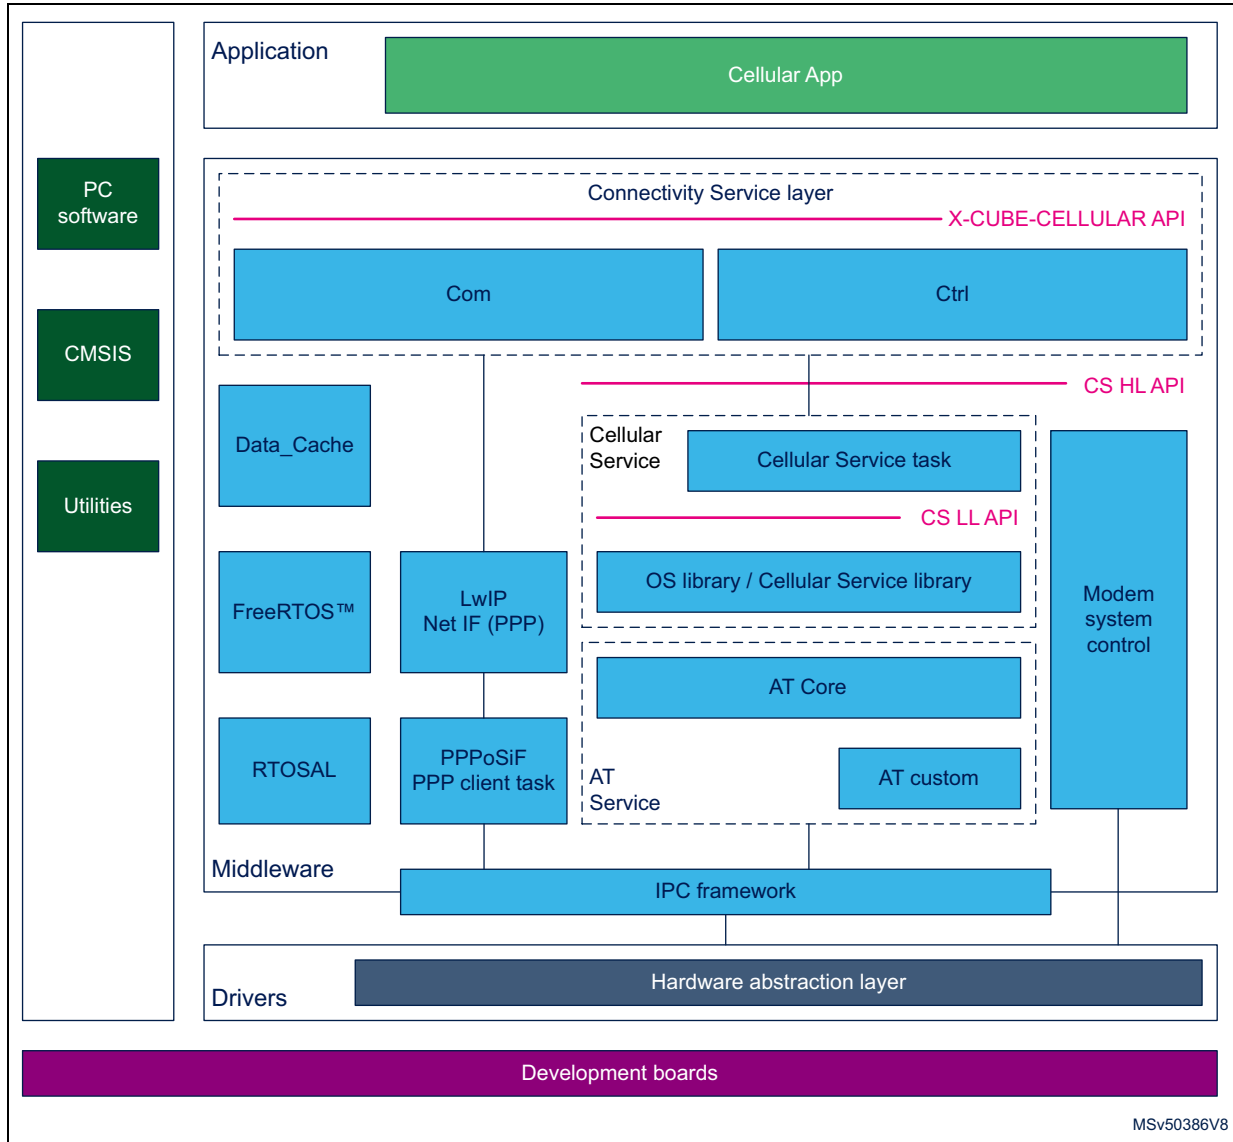 Application
Cellular App
PC
software
CMSIS
Utilities
Connectivity Service layer
X-CUBE-CELLULAR API
Com
Ctrl
CS HL API
Data_Cache
Cellular
Service
Cellular Service task
CS LL API
OS library / Cellular Service library
FreeRTOS™
LwIP
Net IF (PPP)
Modem
system
control
AT Core
RTOSAL
PPPoSiF
PPP client task
AT
Service
AT custom
Middleware
IPC framework
Hardware abstraction layer
Drivers
Development boards
MSv50386V8